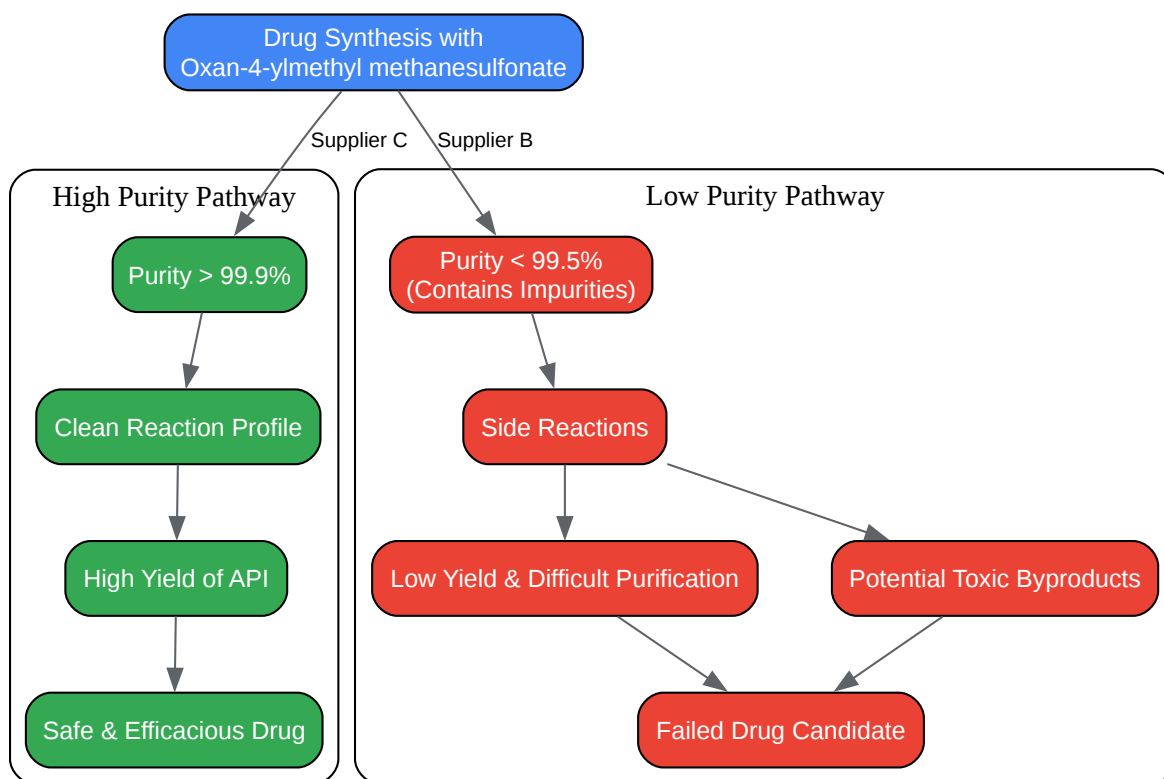 Drug Synthesis with
Oxan-4-ylmethyl methanesulfonate
Supplier C
Supplier B
High Purity Pathway
Low Purity Pathway
Purity > 99.9%
Purity < 99.5%
(Contains Impurities)
Clean Reaction Profile
Side Reactions
High Yield of API
Low Yield & Difficult Purification
Potential Toxic Byproducts
Safe & Efficacious Drug
Failed Drug Candidate